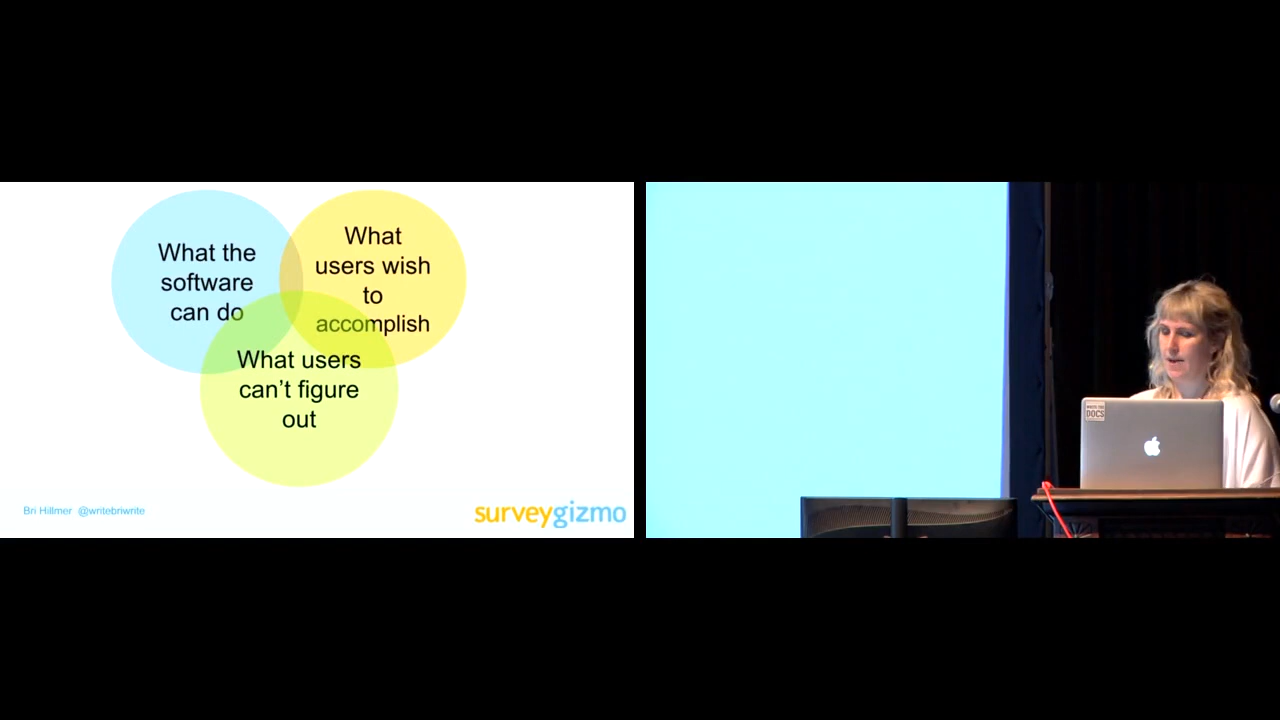 What the
software
can do
What
users wish
to
accomplish
What users
can't figure
out
Bri Hillmer @writebriwrite
surveygizmo
DOCS